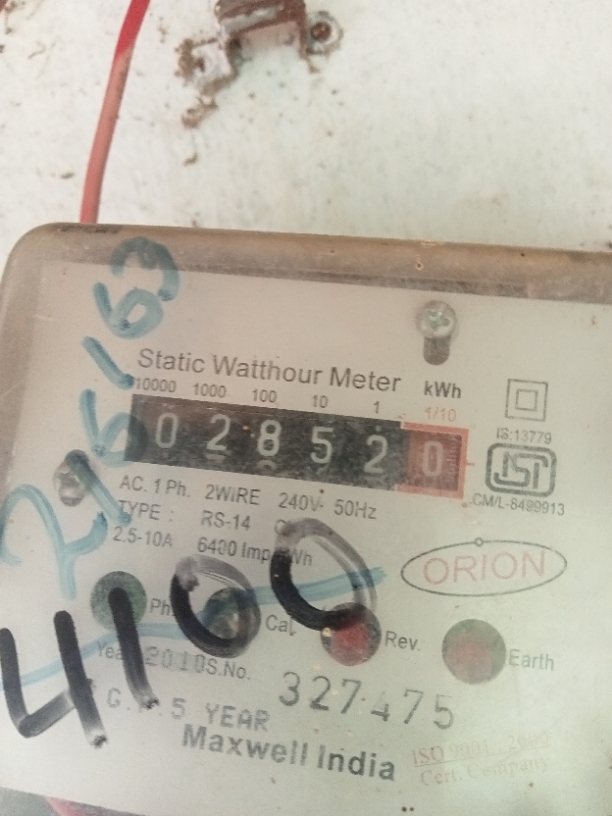 Static Watthour Meter kWh
10000 1000 100 10 1 1/10
0 2 8 5 2 0
IS:13779
ISI
CM/L-8499913
AC. 1 Ph. 2WiRE 240V- 50Hz
TYPE : RS-14
2.5-10A 6400 Imp
ORION
4100
Ph Cal. Rev. Earth
Year 2010 S.No. 327475
G.P. 5 YEAR
Maxwell India
ISO 9001 : 2000
Cert. Company